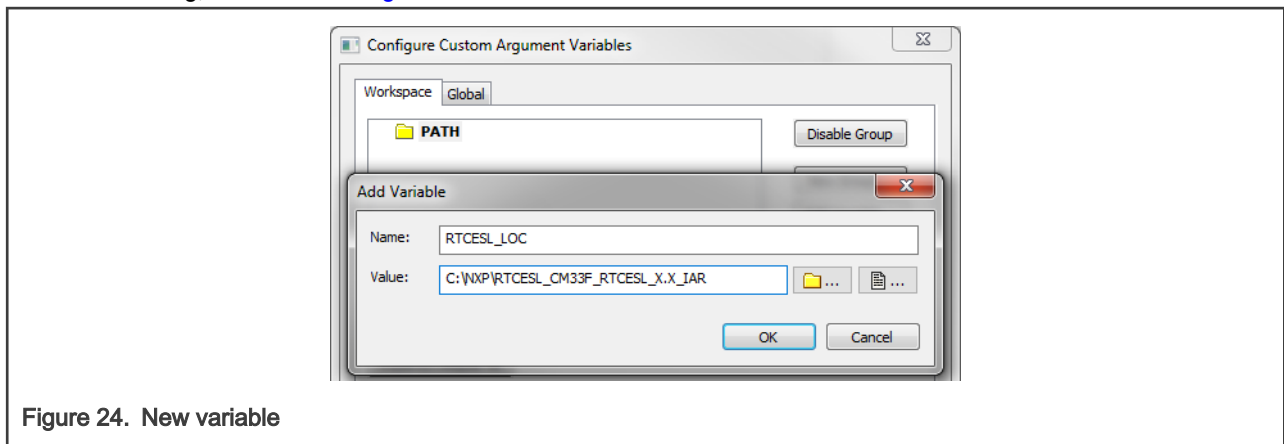 Configure Custom Argument Variables
Workspace Global
PATH
Disable Group
Add Variable
Name: RTCESL_LOC
Value: C:\NXP\RTCESL_CM33F_RTCESL_X.X_IAR ... ...
OK Cancel
Figure 24. New variable